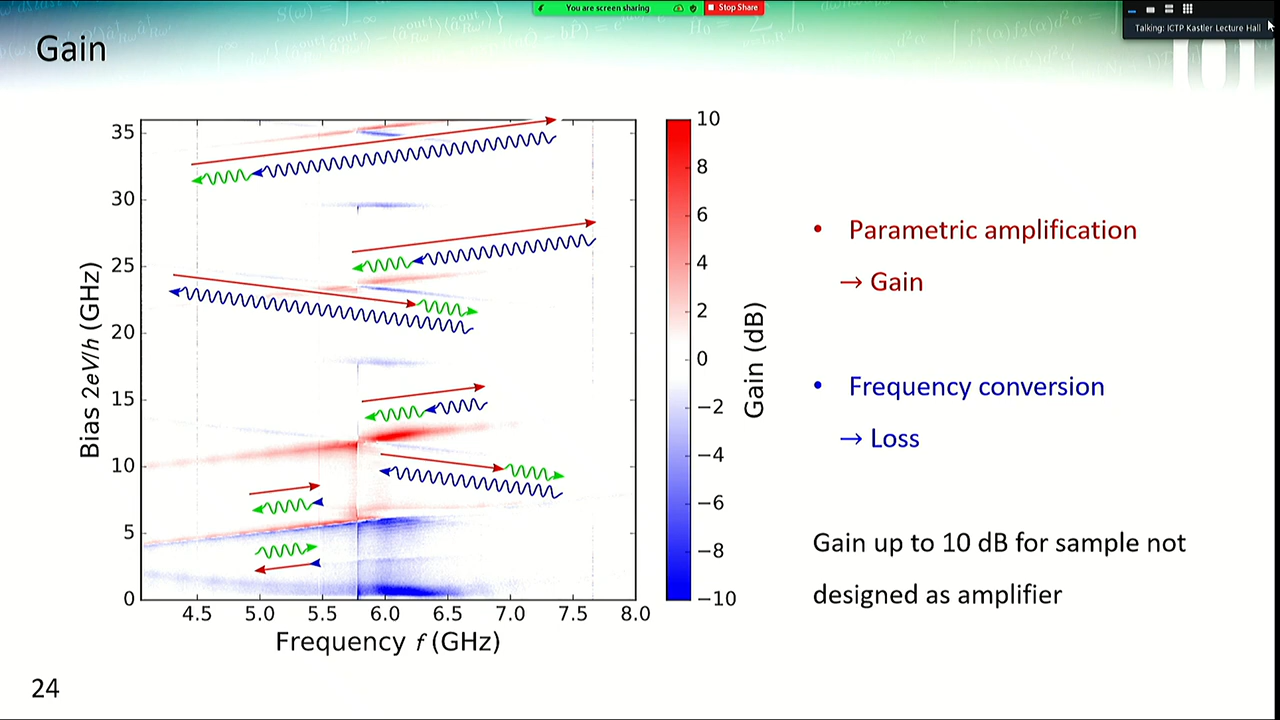 You are screen sharing
Stop Share
Talking: ICTP Kastler Lecture Hall
Gain
35
30
25
20
15
10
5
0
Bias 2eV/h (GHz)
4.5 5.0 5.5 6.0 6.5 7.0 7.5 8.0
Frequency f (GHz)
10
8
6
4
2
0
−2
−4
−6
−8
−10
Gain (dB)
• Parametric amplification
→ Gain
• Frequency conversion
→ Loss
Gain up to 10 dB for sample not
designed as amplifier
24